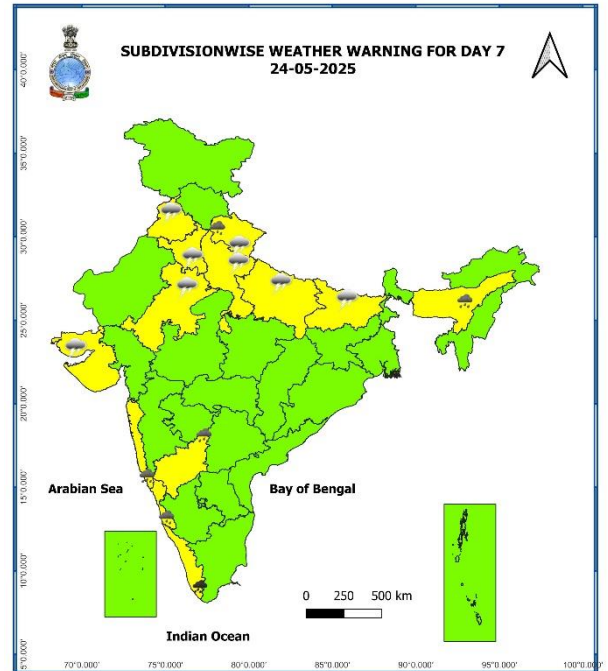 SUBDIVISIONWISE WEATHER WARNING FOR DAY 7
24-05-2025
40°0.000'
35°0.000'
30°0.000'
25°0.000'
20°0.000'
15°0.000'
10°0.000'
5°0.000'
Arabian Sea
Bay of Bengal
0 250 500 km
Indian Ocean
70°0.000' 75°0.000' 80°0.000' 85°0.000' 90°0.000' 95°0.000' 100°0.000'